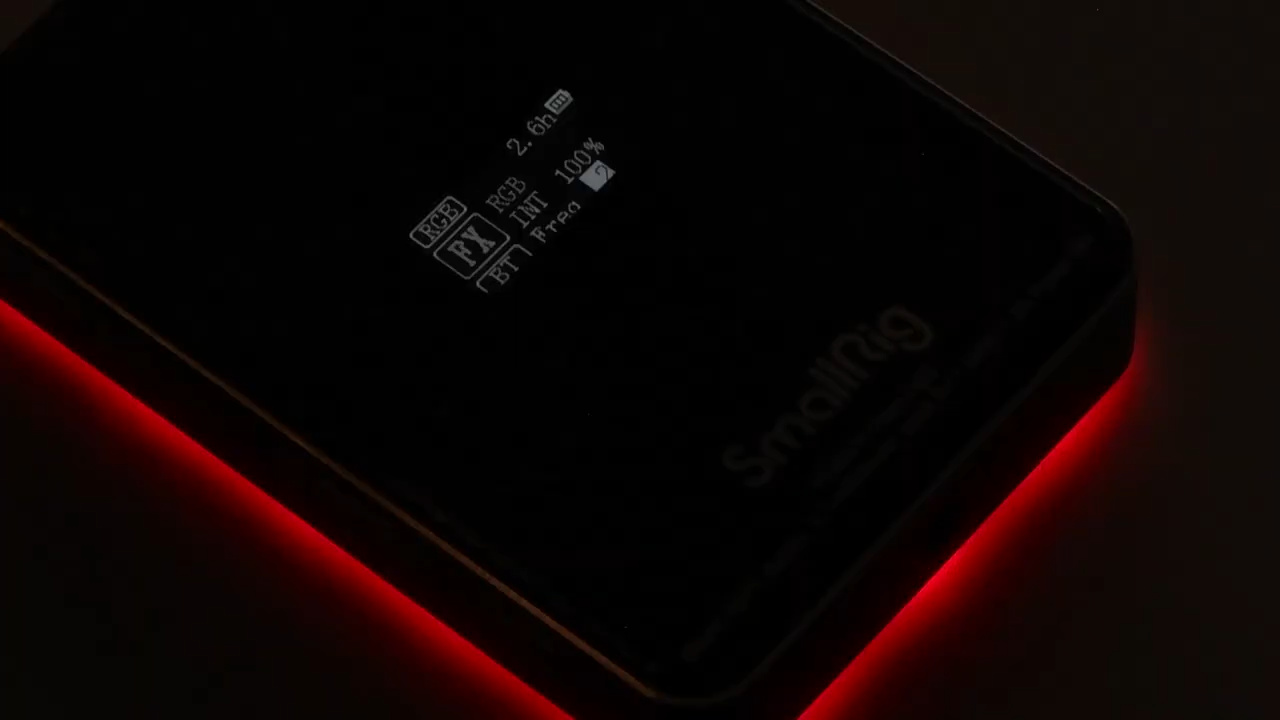 2.6h
RGB RGB
FX INT 100%
BT Freq 2
SmallRig